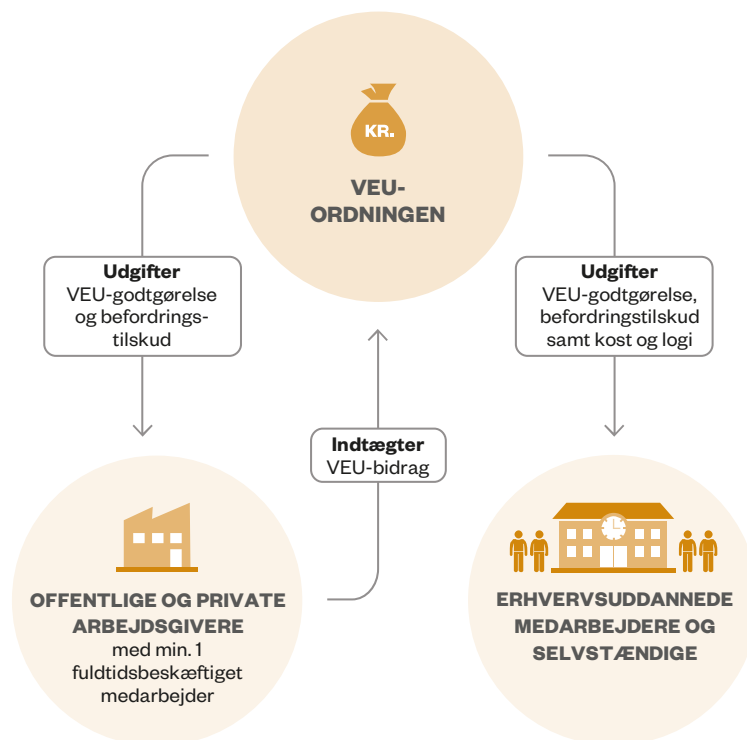 KR.
VEU-
ORDNINGEN
Udgifter
VEU-godtgørelse
og befordrings-
tilskud
Udgifter
VEU-godtgørelse,
befordringstilskud
samt kost og logi
Indtægter
VEU-bidrag
OFFENTLIGE OG PRIVATE
ARBEJDSGIVERE
med min. 1
fuldtidsbeskæftiget
medarbejder
ERHVERVSUDDANNEDE
MEDARBEJDERE OG
SELVSTÆNDIGE